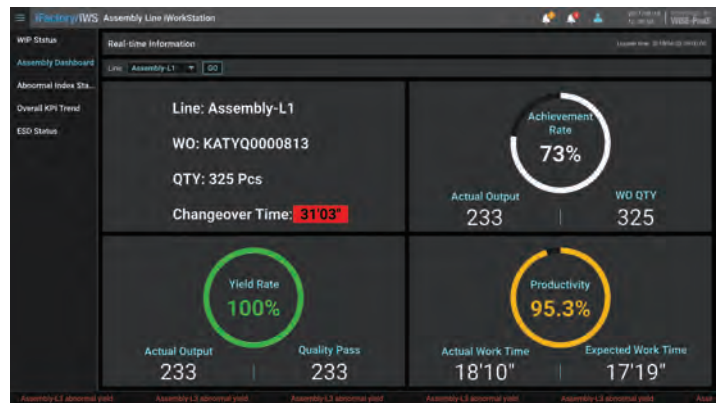 iFactory/IWS Assembly Line iWorkStation
WIP Status
Assembly Dashboard
Abnormal Index Sta...
Overall KPI Trend
ESD Status
Real-time Information
Line Assembly-L1 GO
Line: Assembly-L1
WO: KATYQ0000813
QTY: 325 Pcs
Changeover Time: 31'03"
Achievement
Rate
73%
Actual Output WO QTY
233 325
Yield Rate
100%
Actual Output Quality Pass
233 233
Productivity
95.3%
Actual Work Time Expected Work Time
18'10" 17'19"
Assembly-L3 abnormal yield Assembly-L3 abnormal yield Assembly-L3 abnormal yield Assembly-L3 abnormal yield